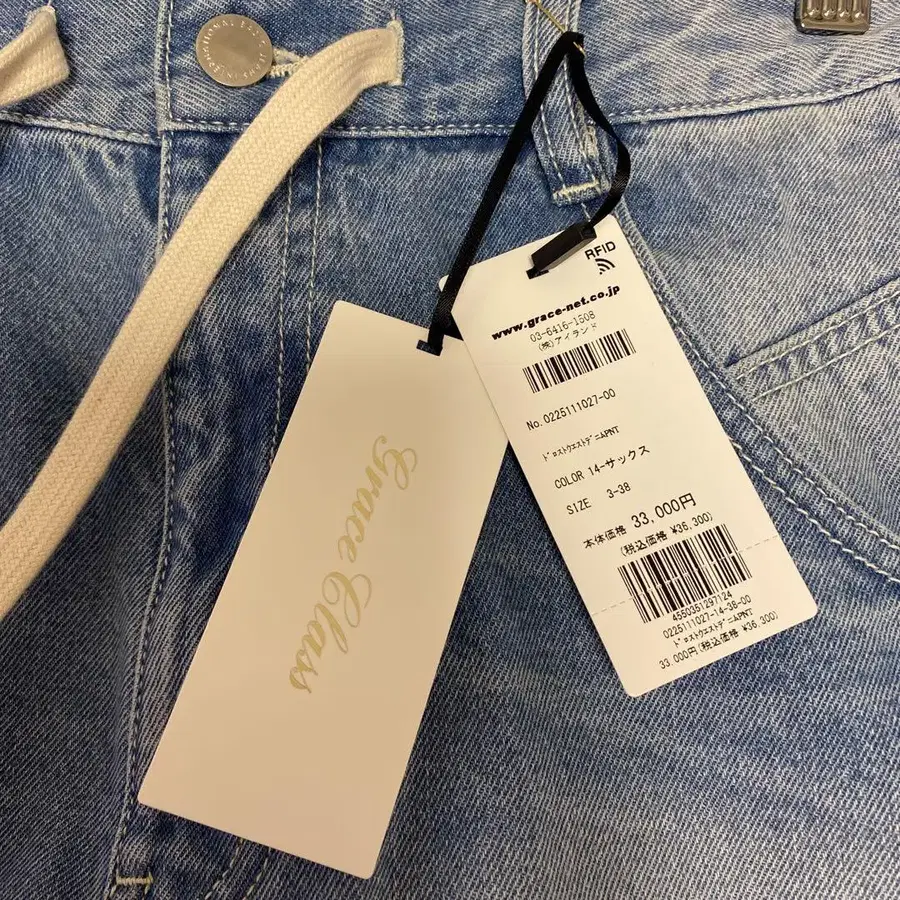 Grace Class
RFID
www.grace-net.co.jp
03-6416-1508
(株)アイランド
No. 0225111027-00
ドロストウエストデニムPNT
COLOR 14-サックス
SIZE 3-38
本体価格 33,000円
(税込価格 ¥36,300)
4550351297124
0225111027-14-38-00
ドロストウエストデニムPNT
33,000円(税込価格 ¥36,300)